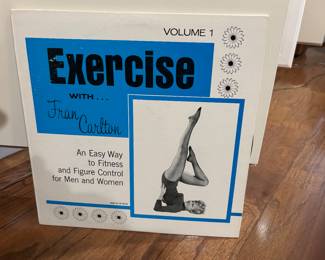 VOLUME 1
Exercise
WITH...
Fran
Carlton
An Easy Way
to Fitness
and Figure Control
for Men and Women